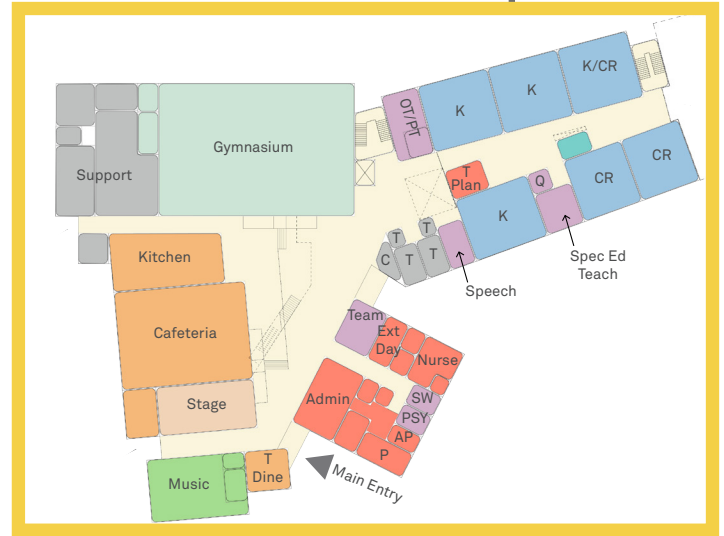 K/CR
K
K
OT/PT
CR
CR
Gymnasium
Support
T
Plan
Q
K
T
T
C
T
T
Spec Ed
Teach
Speech
Kitchen
Cafeteria
Stage
Team
Ext
Day
Nurse
Admin
SW
PSY
AP
P
T
Dine
Music
Main Entry